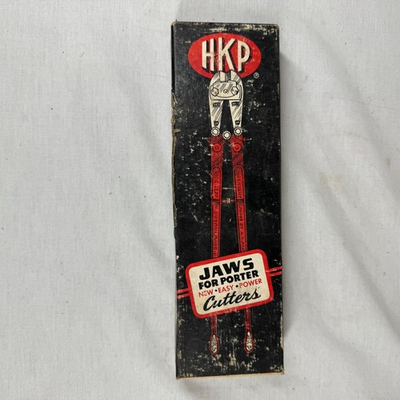 HKP
®
JAWS
FOR PORTER
NEW • EASY • POWER
Cutters